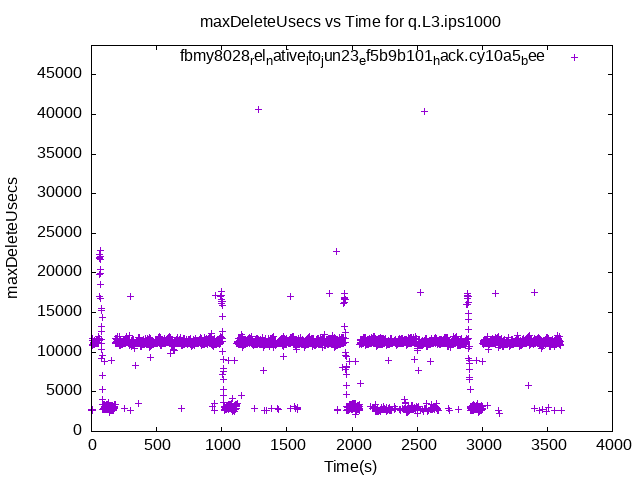 maxDeleteUsecs vs Time for q.L3.ips1000
fbmy8028relnativelitojun23ef5b9b101hack.cy10a5bee
maxDeleteUsecs
45000
40000
35000
30000
25000
20000
15000
10000
5000
0
0 500 1000 1500 2000 2500 3000 3500 4000
Time(s)